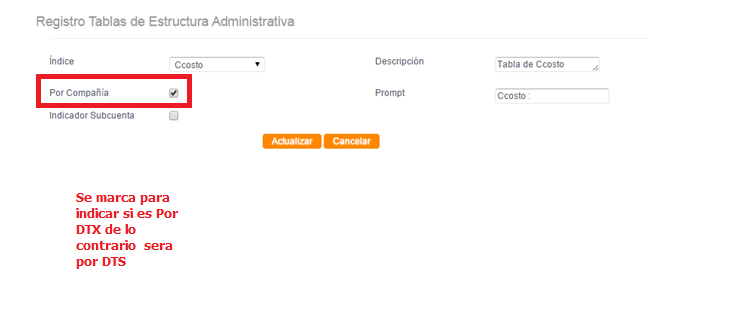 Registro Tablas de Estructura Administrativa
Índice Ccosto Descripción Tabla de Ccosto
Por Compañía Prompt Ccosto :
Indicador Subcuenta
Actualizar Cancelar
Se marca para
indicar si es Por
DTX de lo
contrario sera
por DTS